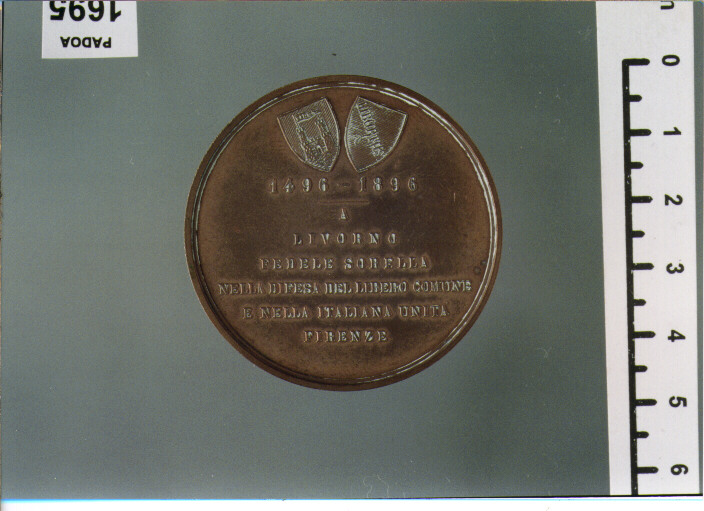 1695
PADOA
1496 - 1896
A
LIVORNO
FEDELE SORELLA
NELLA DIFESA DEL LIBERO COMUNE
E NELLA ITALIANA UNITA
FIRENZE
0
1
2
3
4
5
6